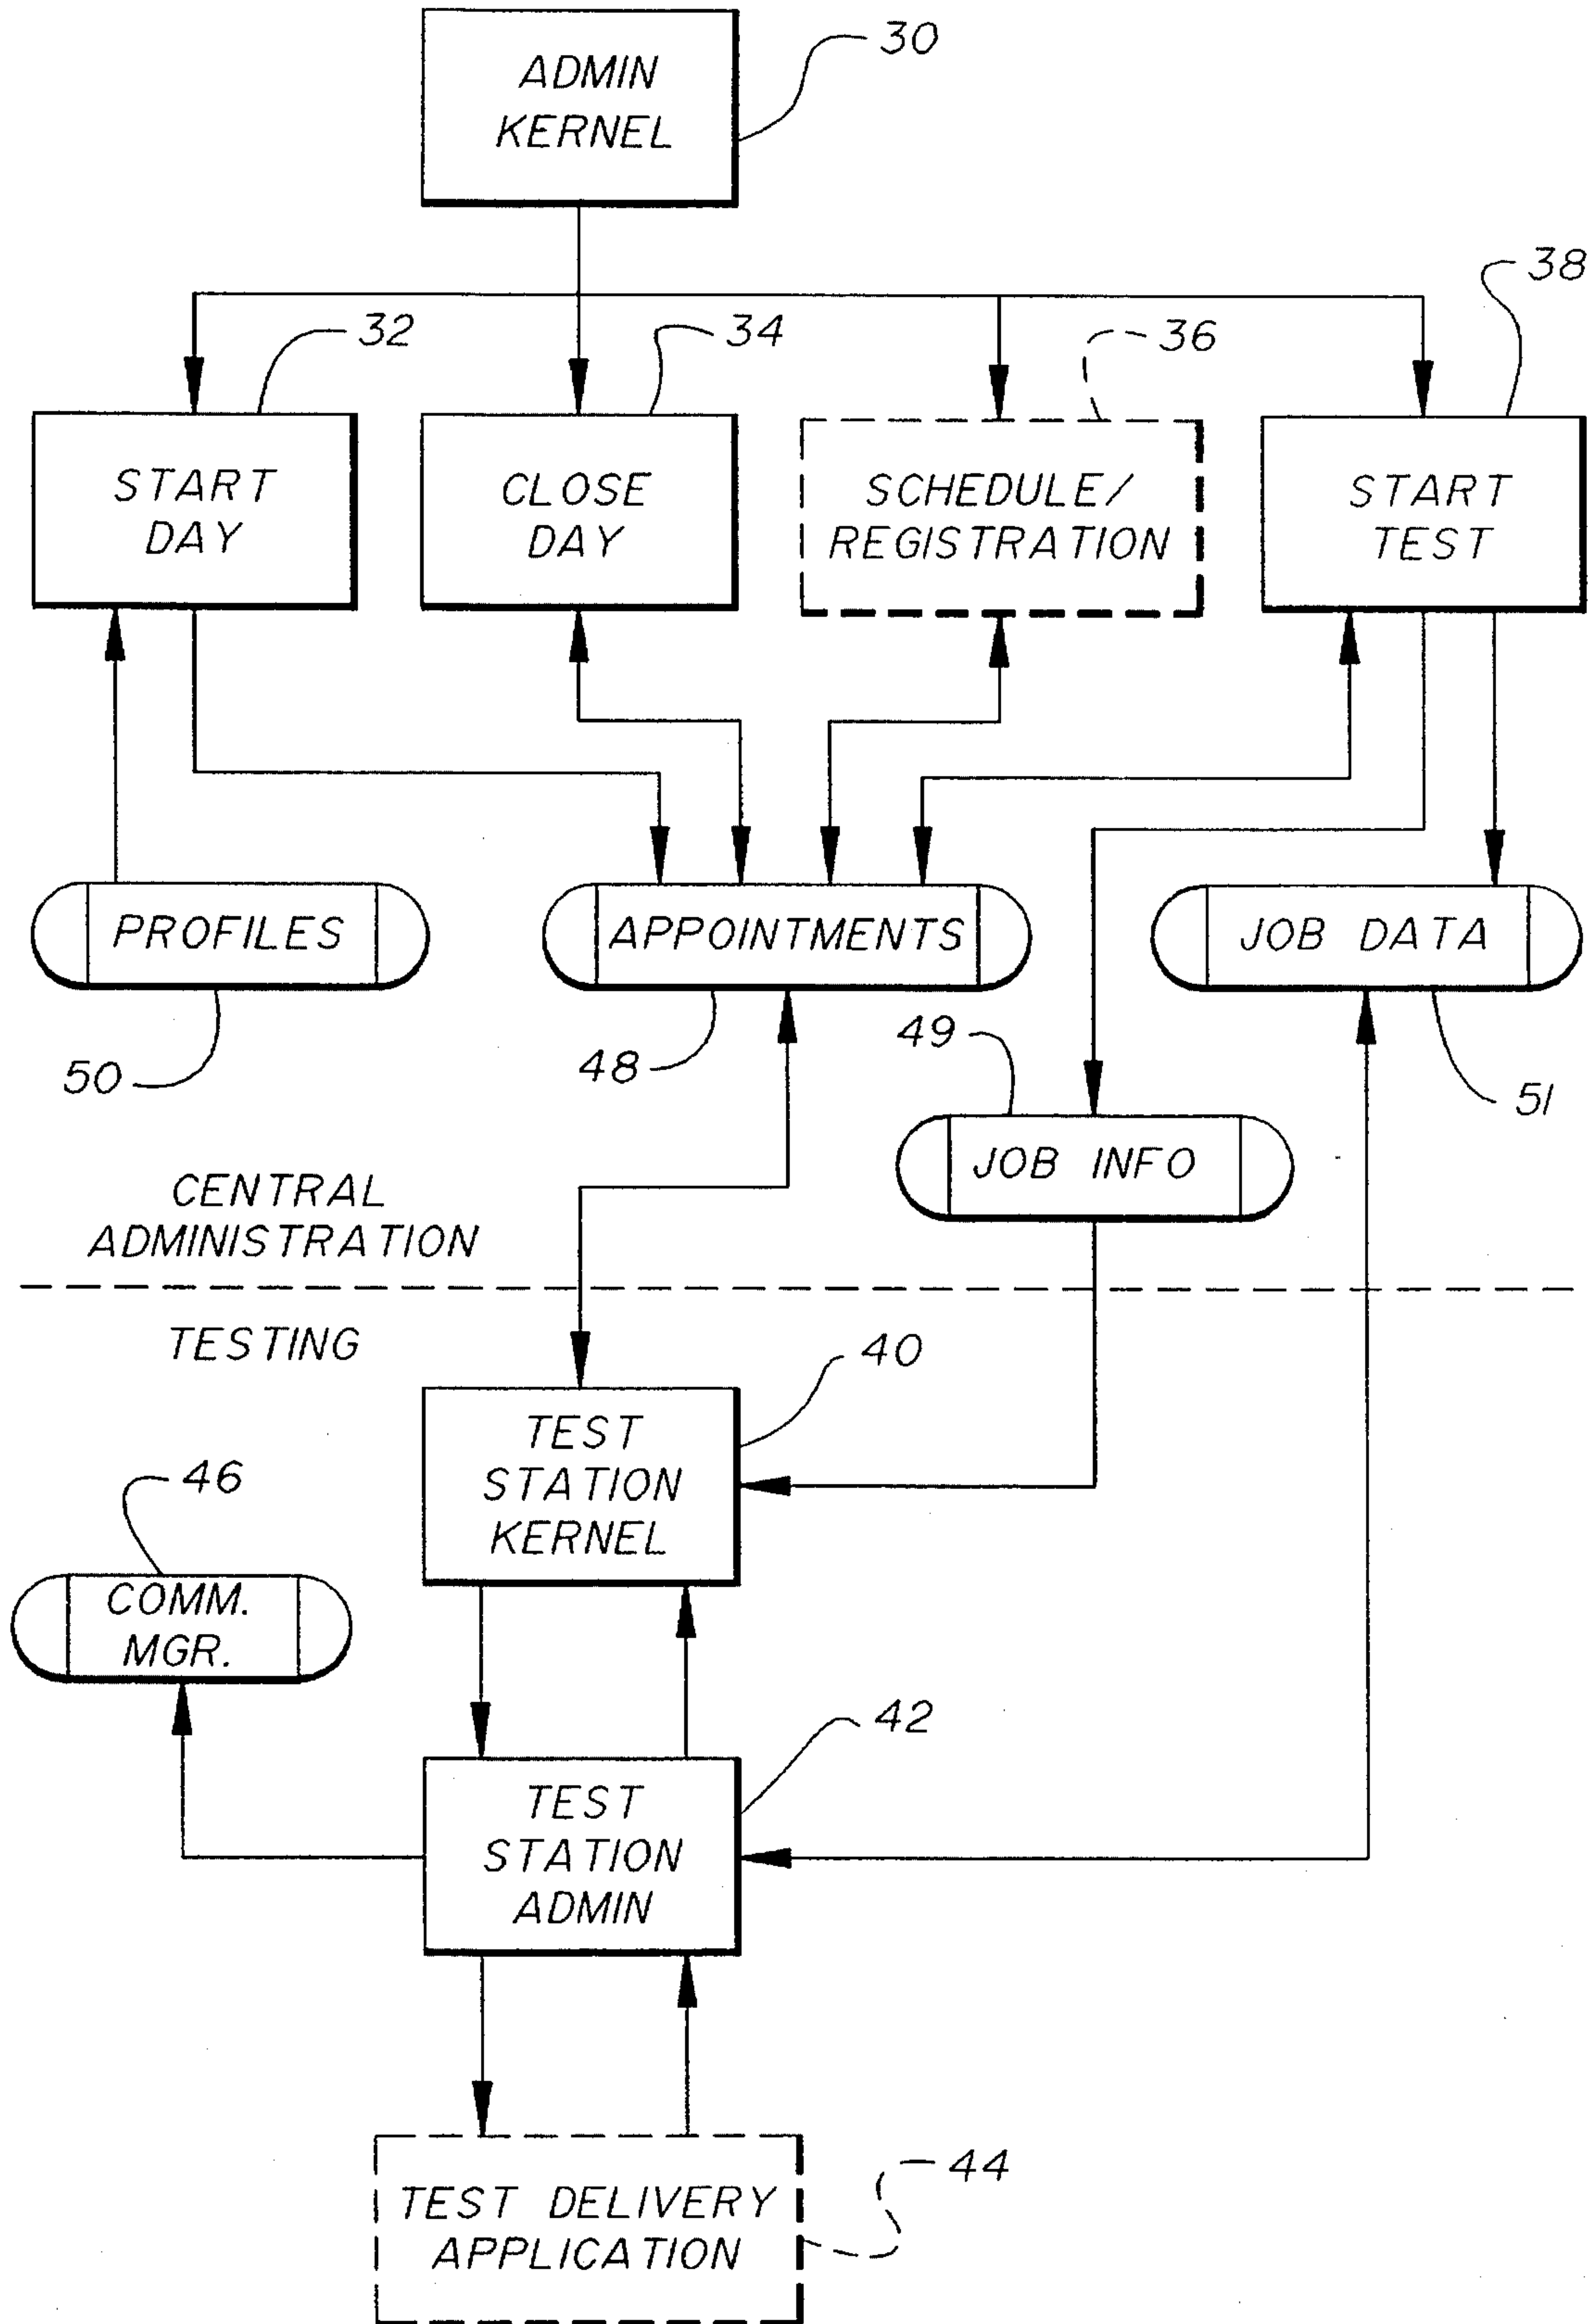 ADMIN
KERNEL
30
32
34
36
38
START
DAY
CLOSE
DAY
SCHEDULE/
REGISTRATION
START
TEST
PROFILES
APPOINTMENTS
JOB DATA
50
48
49
51
JOB INFO
CENTRAL
ADMINISTRATION
TESTING
40
TEST
STATION
KERNEL
46
COMM.
MGR.
42
TEST
STATION
ADMIN
44
TEST DELIVERY
APPLICATION